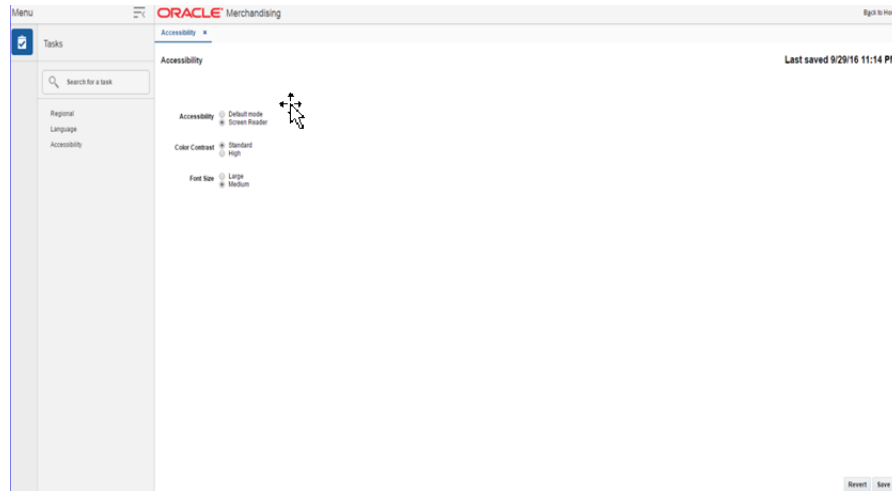 Menu
ORACLE Merchandising
Back to Ho
Tasks
Accessibility ×
Search for a task
Accessibility
Last saved 9/29/16 11:14 P
Regional
Language
Accessibility
Accessibility
Default mode
Screen Reader
Color Contrast
Standard
High
Font Size
Large
Medium
Revert
Save